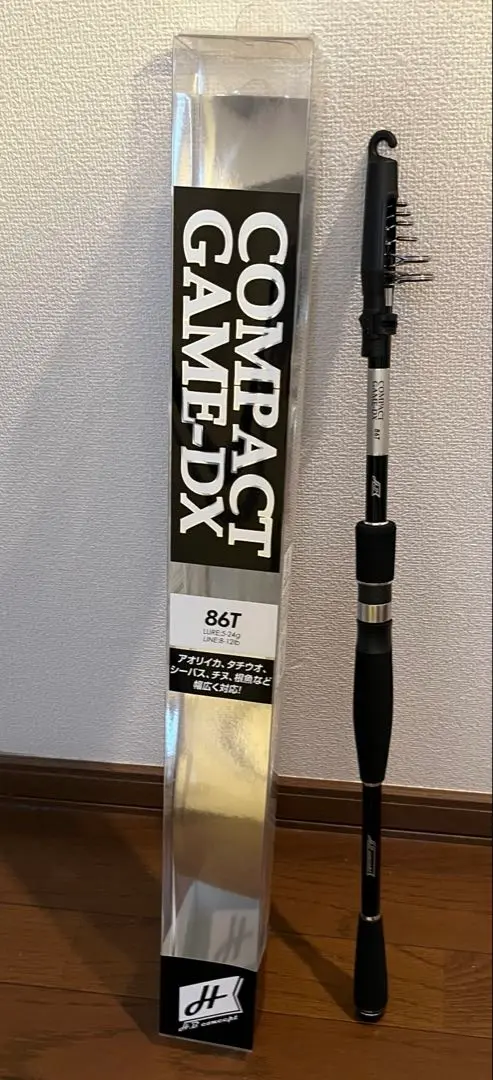 COMPACT
GAME-DX
86T
LURE:5-24g
LINE:8-12lb
アオリイカ、タチウオ、
シーバス、チヌ、根魚など
幅広く対応!
H
H.B concept
COMPACT
GAME-DX
86T